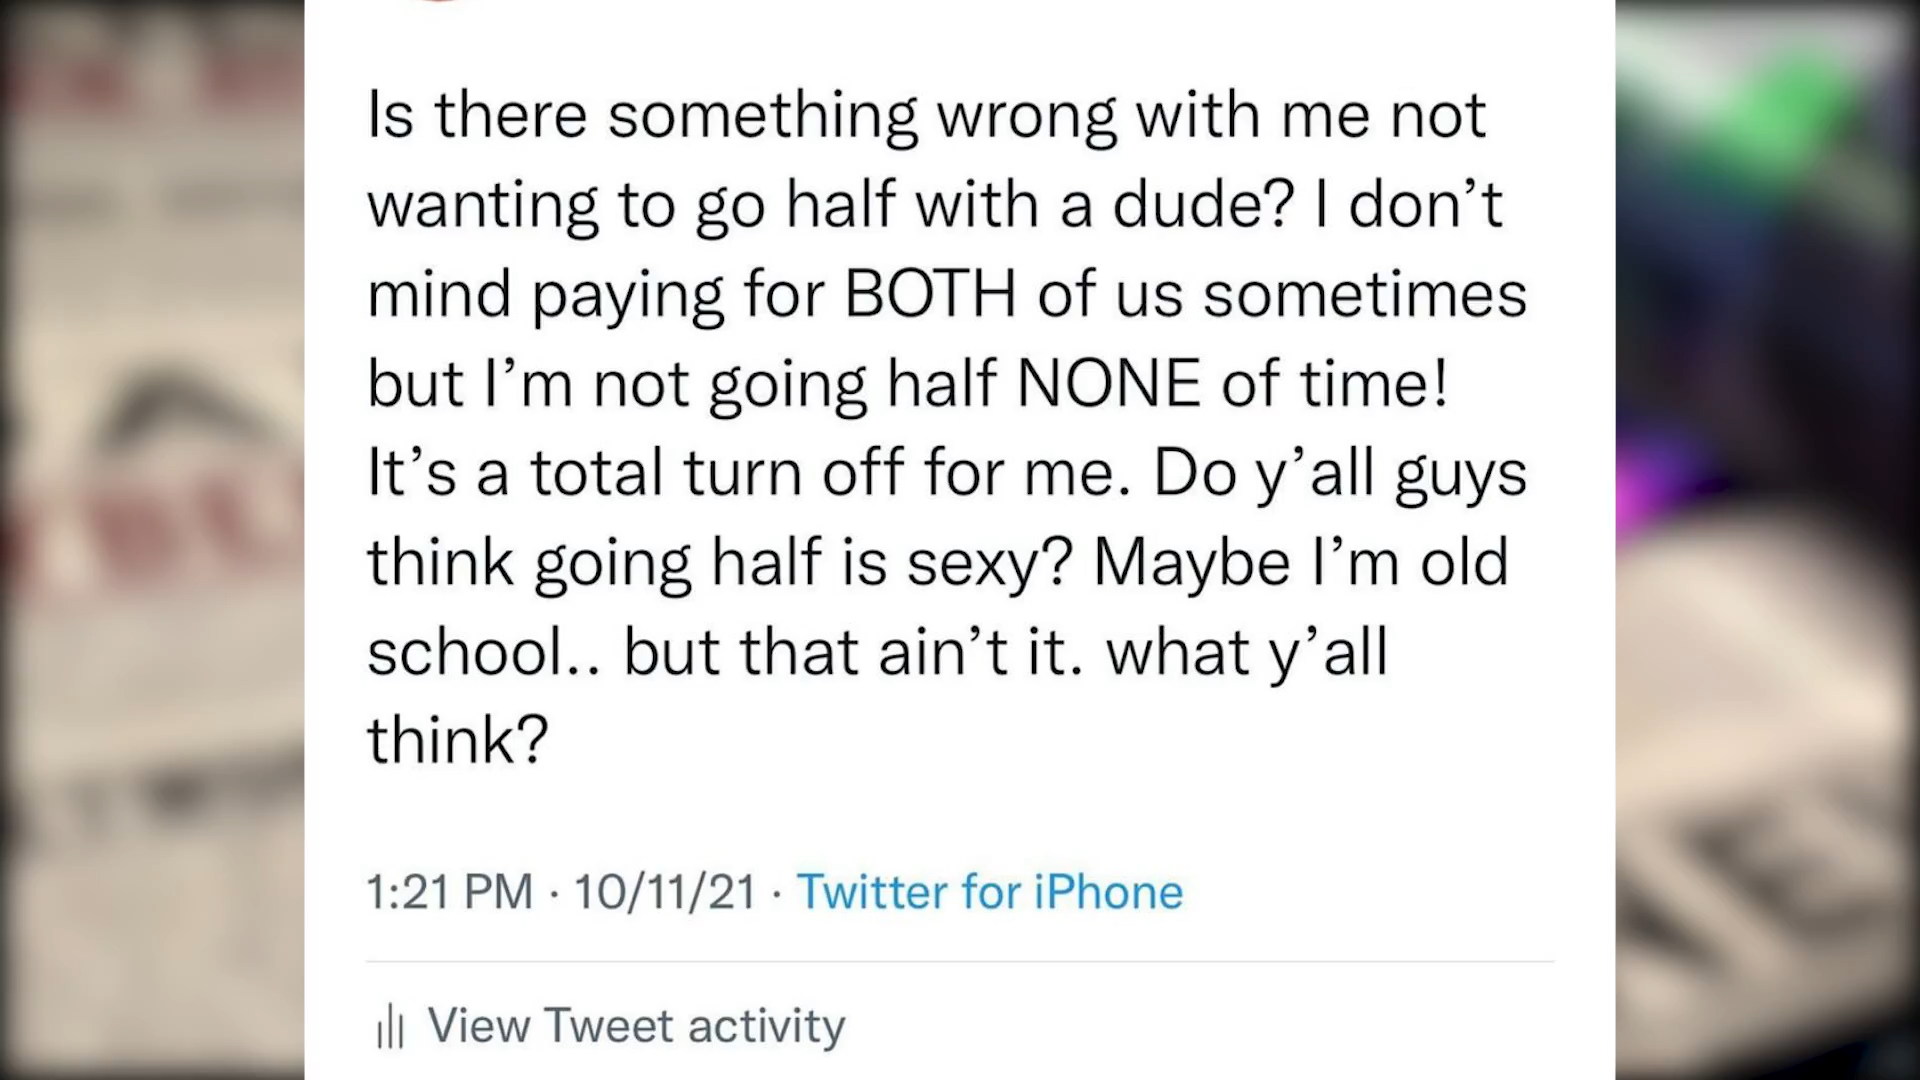 Is there something wrong with me not
wanting to go half with a dude? I don’t
mind paying for BOTH of us sometimes
but I’m not going half NONE of time!
It’s a total turn off for me. Do y’all guys
think going half is sexy? Maybe I’m old
school.. but that ain’t it. what y’all
think?
1:21 PM · 10/11/21 · Twitter for iPhone
View Tweet activity